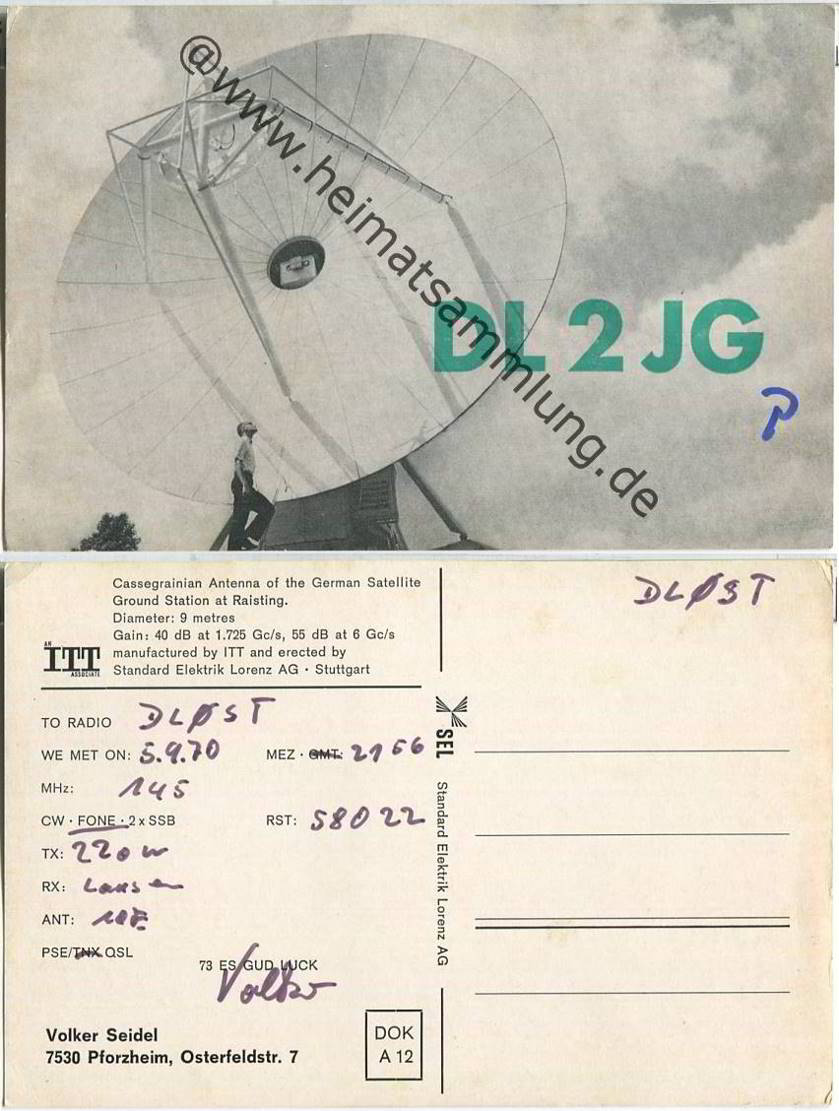 @www.heimatsammlung.de
DL2JG
P
Cassegrainian Antenna of the German Satellite
Ground Station at Raisting.
Diameter: 9 metres
Gain: 40 dB at 1.725 Gc/s, 55 dB at 6 Gc/s
manufactured by ITT and erected by
Standard Elektrik Lorenz AG · Stuttgart
AN
ITT
ASSOCIATE
DLØST
TO RADIO DLØST
WE MET ON: 5.9.70 MEZ · GMT: 2156
MHz: 145
CW · FONE · 2 x SSB RST: 58022
TX: 220 W
RX:
ANT:
PSE/TNX QSL
73 ES GUD LUCK
Volker
Volker Seidel
7530 Pforzheim, Osterfeldstr. 7
DOK
A 12
SEL
Standard Elektrik Lorenz AG